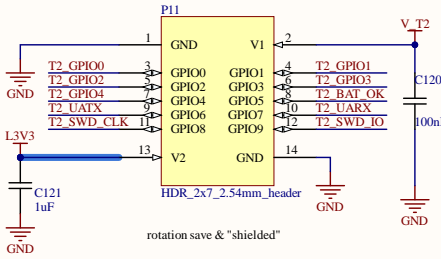 P11
1 GND V1 2 V_T2
T2_GPIO0 3 GPIO0 GPIO1 4 T2_GPIO1
T2_GPIO2 5 GPIO2 GPIO3 6 T2_GPIO3
T2_GPIO4 7 GPIO4 GPIO5 8 T2_BAT_OK
T2_UATX 9 GPIO6 GPIO7 10 T2_UARX
T2_SWD_CLK 11 GPIO8 GPIO9 12 T2_SWD_IO
GND
C120
L3V3
13 V2 GND 14
C121
1uF
HDR_2x7_2.54mm_header
GND
GND
GND
rotation save & "shielded"